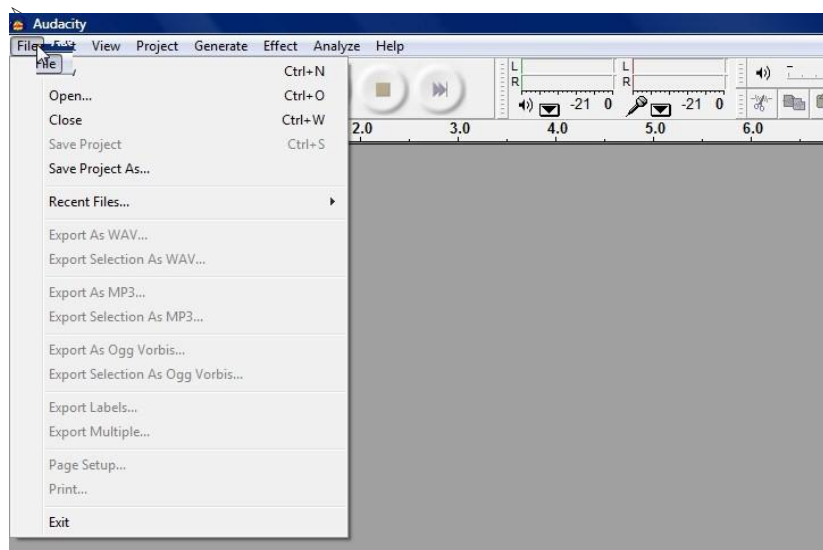 Audacity
File Edit View Project Generate Effect Analyze Help
File
Ctrl+N
Open... Ctrl+O
Close Ctrl+W
Save Project Ctrl+S
Save Project As...
Recent Files...
Export As WAV...
Export Selection As WAV...
Export As MP3...
Export Selection As MP3...
Export As Ogg Vorbis...
Export Selection As Ogg Vorbis...
Export Labels...
Export Multiple...
Page Setup...
Print...
Exit
L L
R R
-21 0 -21 0
2.0 3.0 4.0 5.0 6.0